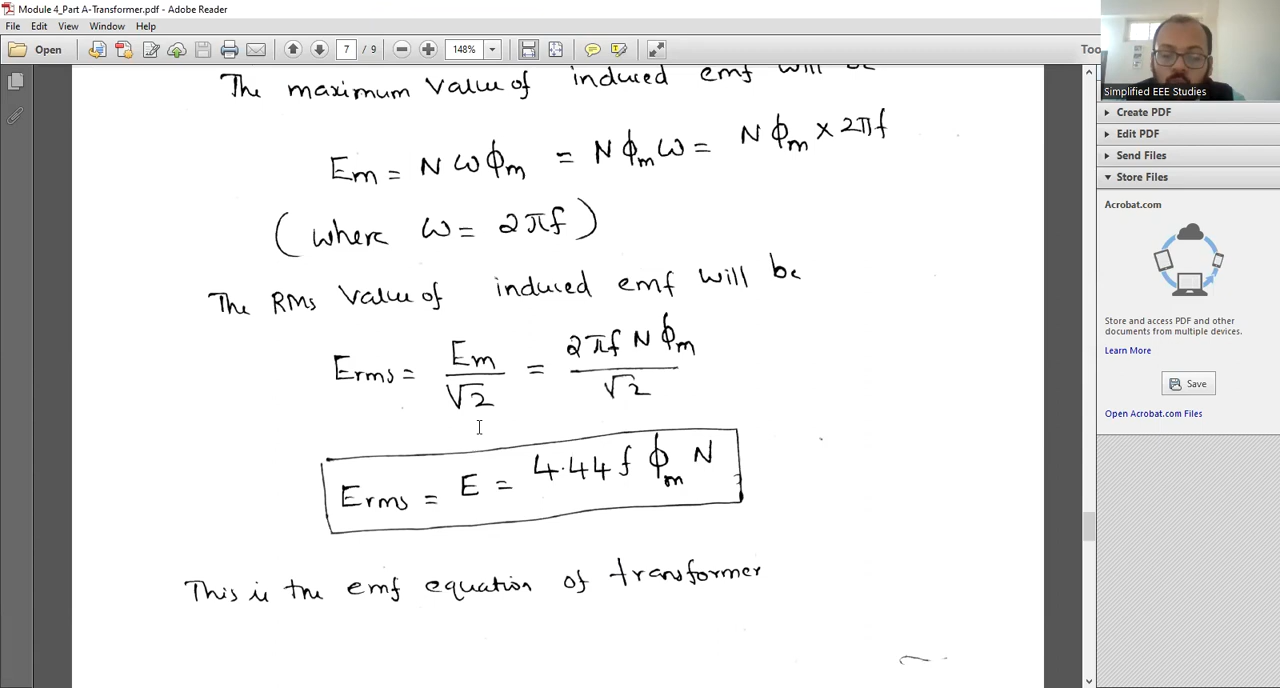 Module 4_Part A-Transformer.pdf - Adobe Reader
File Edit View Window Help
Open 7 / 9 148% Too
Simplified EEE Studies
The maximum value of induced emf will be
Em = N ω ϕm = N ϕm ω = N ϕm × 2πf
(where ω = 2πf)
The RMS value of induced emf will be
Erms = Em/√2 = 2πf N ϕm/√2
Erms = E = 4.44 f ϕm N
This is the emf equation of transformer
Create PDF
Edit PDF
Send Files
Store Files
Acrobat.com
Store and access PDF and other
documents from multiple devices.
Learn More
Save
Open Acrobat.com Files